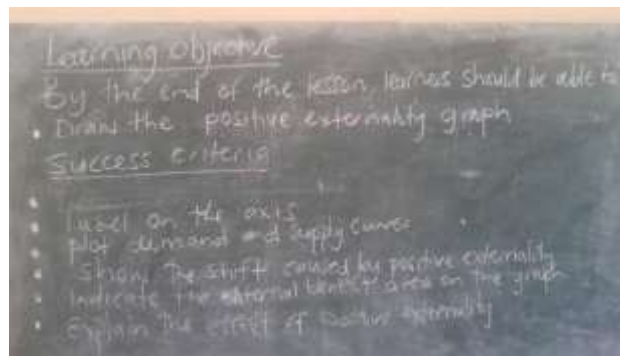 Learning objective
By the end of the lesson, learners should be able to
• Draw the positive externality graph
Success criteria
• Label on the axis
• plot demand and supply curves
• Show the shift caused by positive externality
• Indicate the external benefit area on the graph
• Explain the effect of positive externality